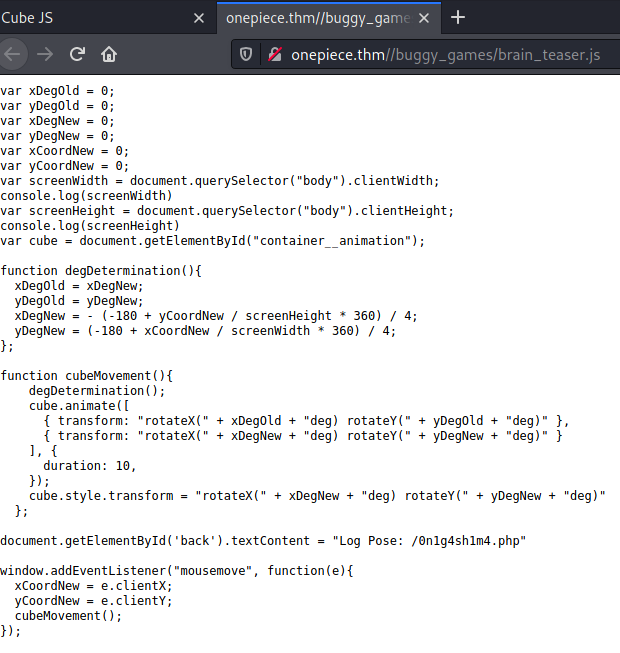 Cube JS
onepiece.thm//buggy_game
onepiece.thm//buggy_games/brain_teaser.js
var xDegOld = 0;
var yDegOld = 0;
var xDegNew = 0;
var yDegNew = 0;
var xCoordNew = 0;
var yCoordNew = 0;
var screenWidth = document.querySelector("body").clientWidth;
console.log(screenWidth)
var screenHeight = document.querySelector("body").clientHeight;
console.log(screenHeight)
var cube = document.getElementById("container__animation");
function degDetermination(){
  xDegOld = xDegNew;
  yDegOld = yDegNew;
  xDegNew = - (-180 + yCoordNew / screenHeight * 360) / 4;
  yDegNew = (-180 + xCoordNew / screenWidth * 360) / 4;
};
function cubeMovement(){
    degDetermination();
    cube.animate([
      { transform: "rotateX(" + xDegOld + "deg) rotateY(" + yDegOld + "deg)" },
      { transform: "rotateX(" + xDegNew + "deg) rotateY(" + yDegNew + "deg)" }
    ], {
      duration: 10,
    });
    cube.style.transform = "rotateX(" + xDegNew + "deg) rotateY(" + yDegNew + "deg)"
  };
document.getElementById('back').textContent = "Log Pose: /0n1g4sh1m4.php"
window.addEventListener("mousemove", function(e){
  xCoordNew = e.clientX;
  yCoordNew = e.clientY;
  cubeMovement();
});